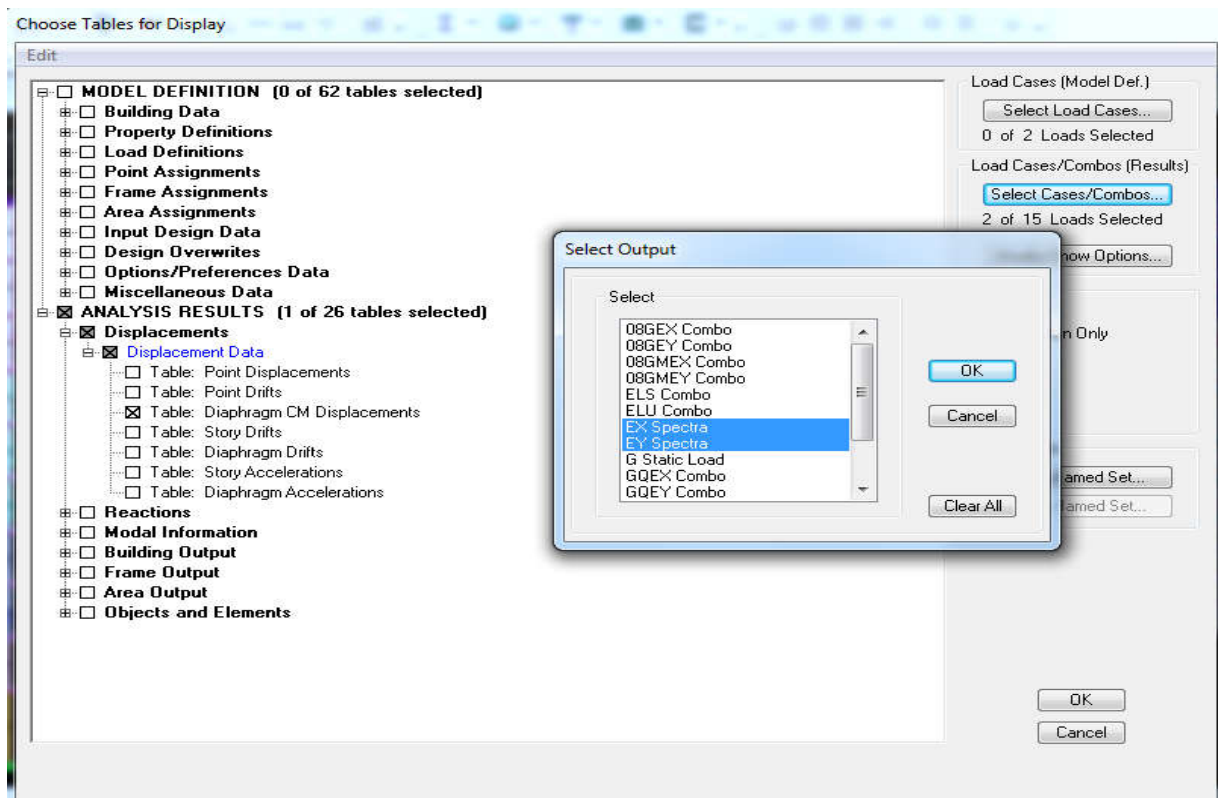 Choose Tables for Display
Edit
MODEL DEFINITION (0 of 62 tables selected)
Building Data
Property Definitions
Load Definitions
Point Assignments
Frame Assignments
Area Assignments
Input Design Data
Design Overwrites
Options/Preferences Data
Miscellaneous Data
ANALYSIS RESULTS (1 of 26 tables selected)
Displacements
Displacement Data
Table: Point Displacements
Table: Point Drifts
Table: Diaphragm CM Displacements
Table: Story Drifts
Table: Diaphragm Drifts
Table: Story Accelerations
Table: Diaphragm Accelerations
Reactions
Modal Information
Building Output
Frame Output
Area Output
Objects and Elements
Load Cases (Model Def.)
Select Load Cases...
0 of 2 Loads Selected
Load Cases/Combos (Results)
Select Cases/Combos...
2 of 15 Loads Selected
how Options...
n Only
amed Set...
amed Set...
OK
Cancel
Select Output
Select
08GEX Combo
08GEY Combo
08GMEX Combo
08GMEY Combo
ELS Combo
ELU Combo
EX Spectra
EY Spectra
G Static Load
GQEX Combo
GQEY Combo
OK
Cancel
Clear All